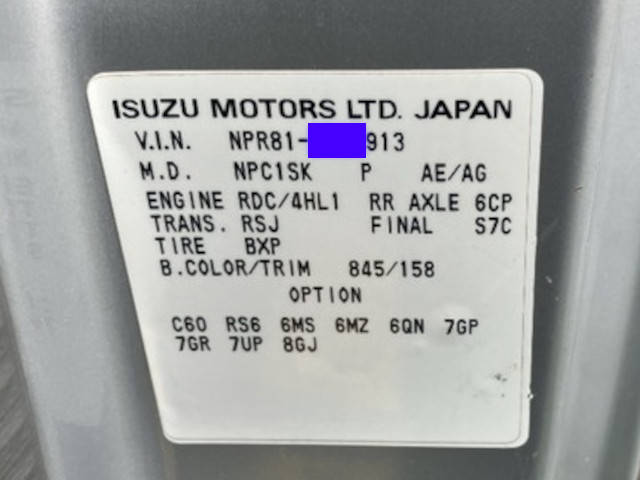 ISUZU MOTORS LTD. JAPAN
V.I.N. NPR81- 913
M.D. NPC1SK P AE/AG
ENGINE RDC/4HL1 RR AXLE 6CP
TRANS. RSJ FINAL S7C
TIRE BXP
B.COLOR/TRIM 845/158
OPTION
C60 RS6 6MS 6MZ 6QN 7GP
7GR 7UP 8GJ